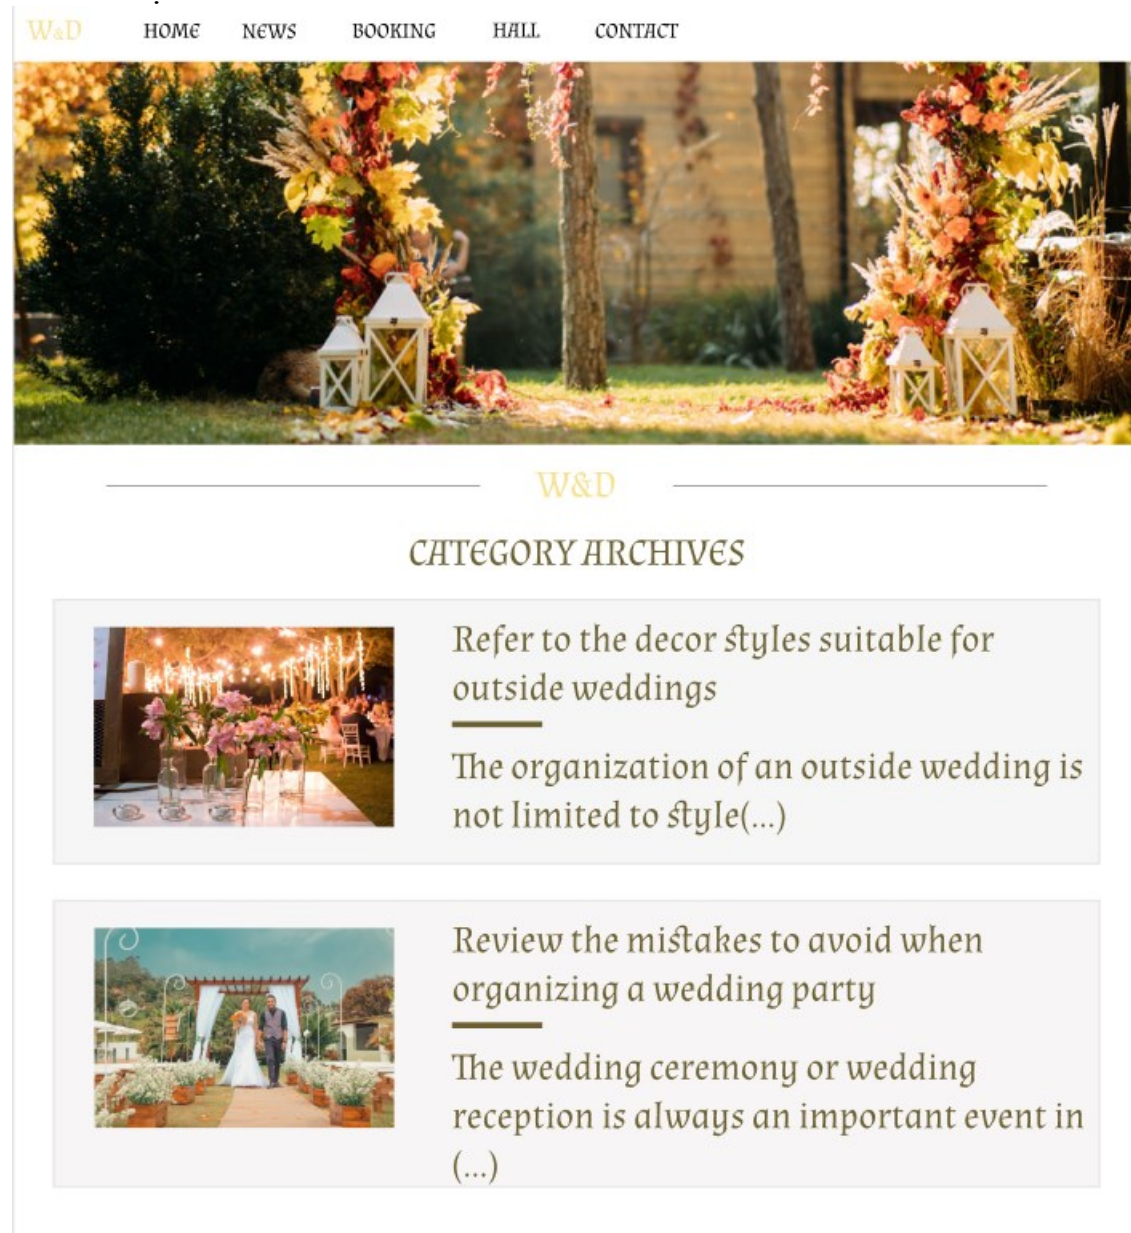 W&D HOME NEWS BOOKING HALL CONTACT
W&D
CATEGORY ARCHIVES
Refer to the decor styles suitable for
outside weddings
The organization of an outside wedding is
not limited to style(...)
Review the mistakes to avoid when
organizing a wedding party
The wedding ceremony or wedding
reception is always an important event in
(...)